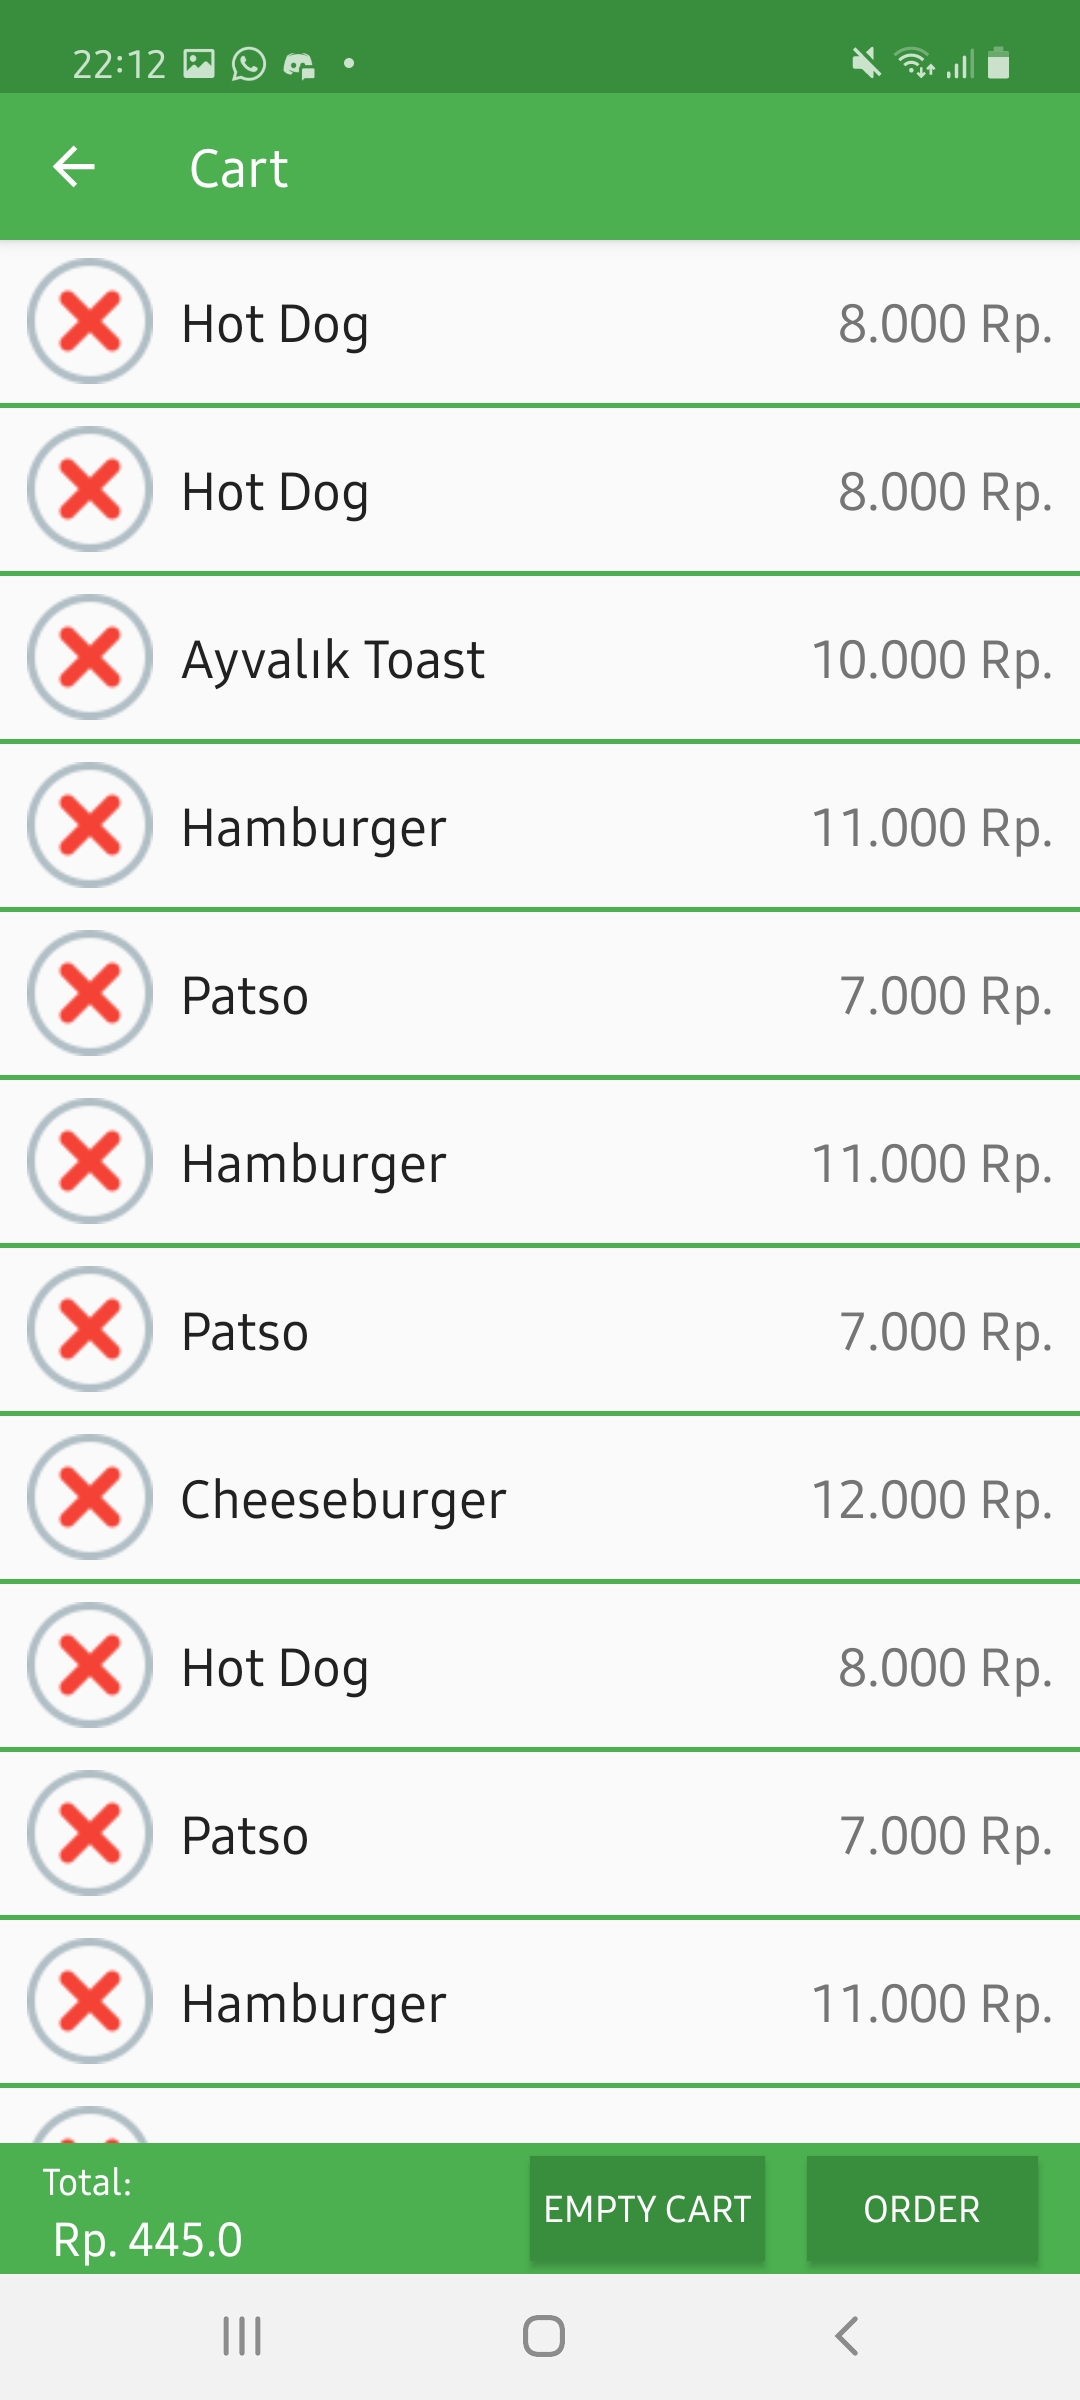 22:12
Cart
Hot Dog 8.000 Rp.
Hot Dog 8.000 Rp.
Ayvalık Toast 10.000 Rp.
Hamburger 11.000 Rp.
Patso 7.000 Rp.
Hamburger 11.000 Rp.
Patso 7.000 Rp.
Cheeseburger 12.000 Rp.
Hot Dog 8.000 Rp.
Patso 7.000 Rp.
Hamburger 11.000 Rp.
Total:
Rp. 445.0
EMPTY CART
ORDER